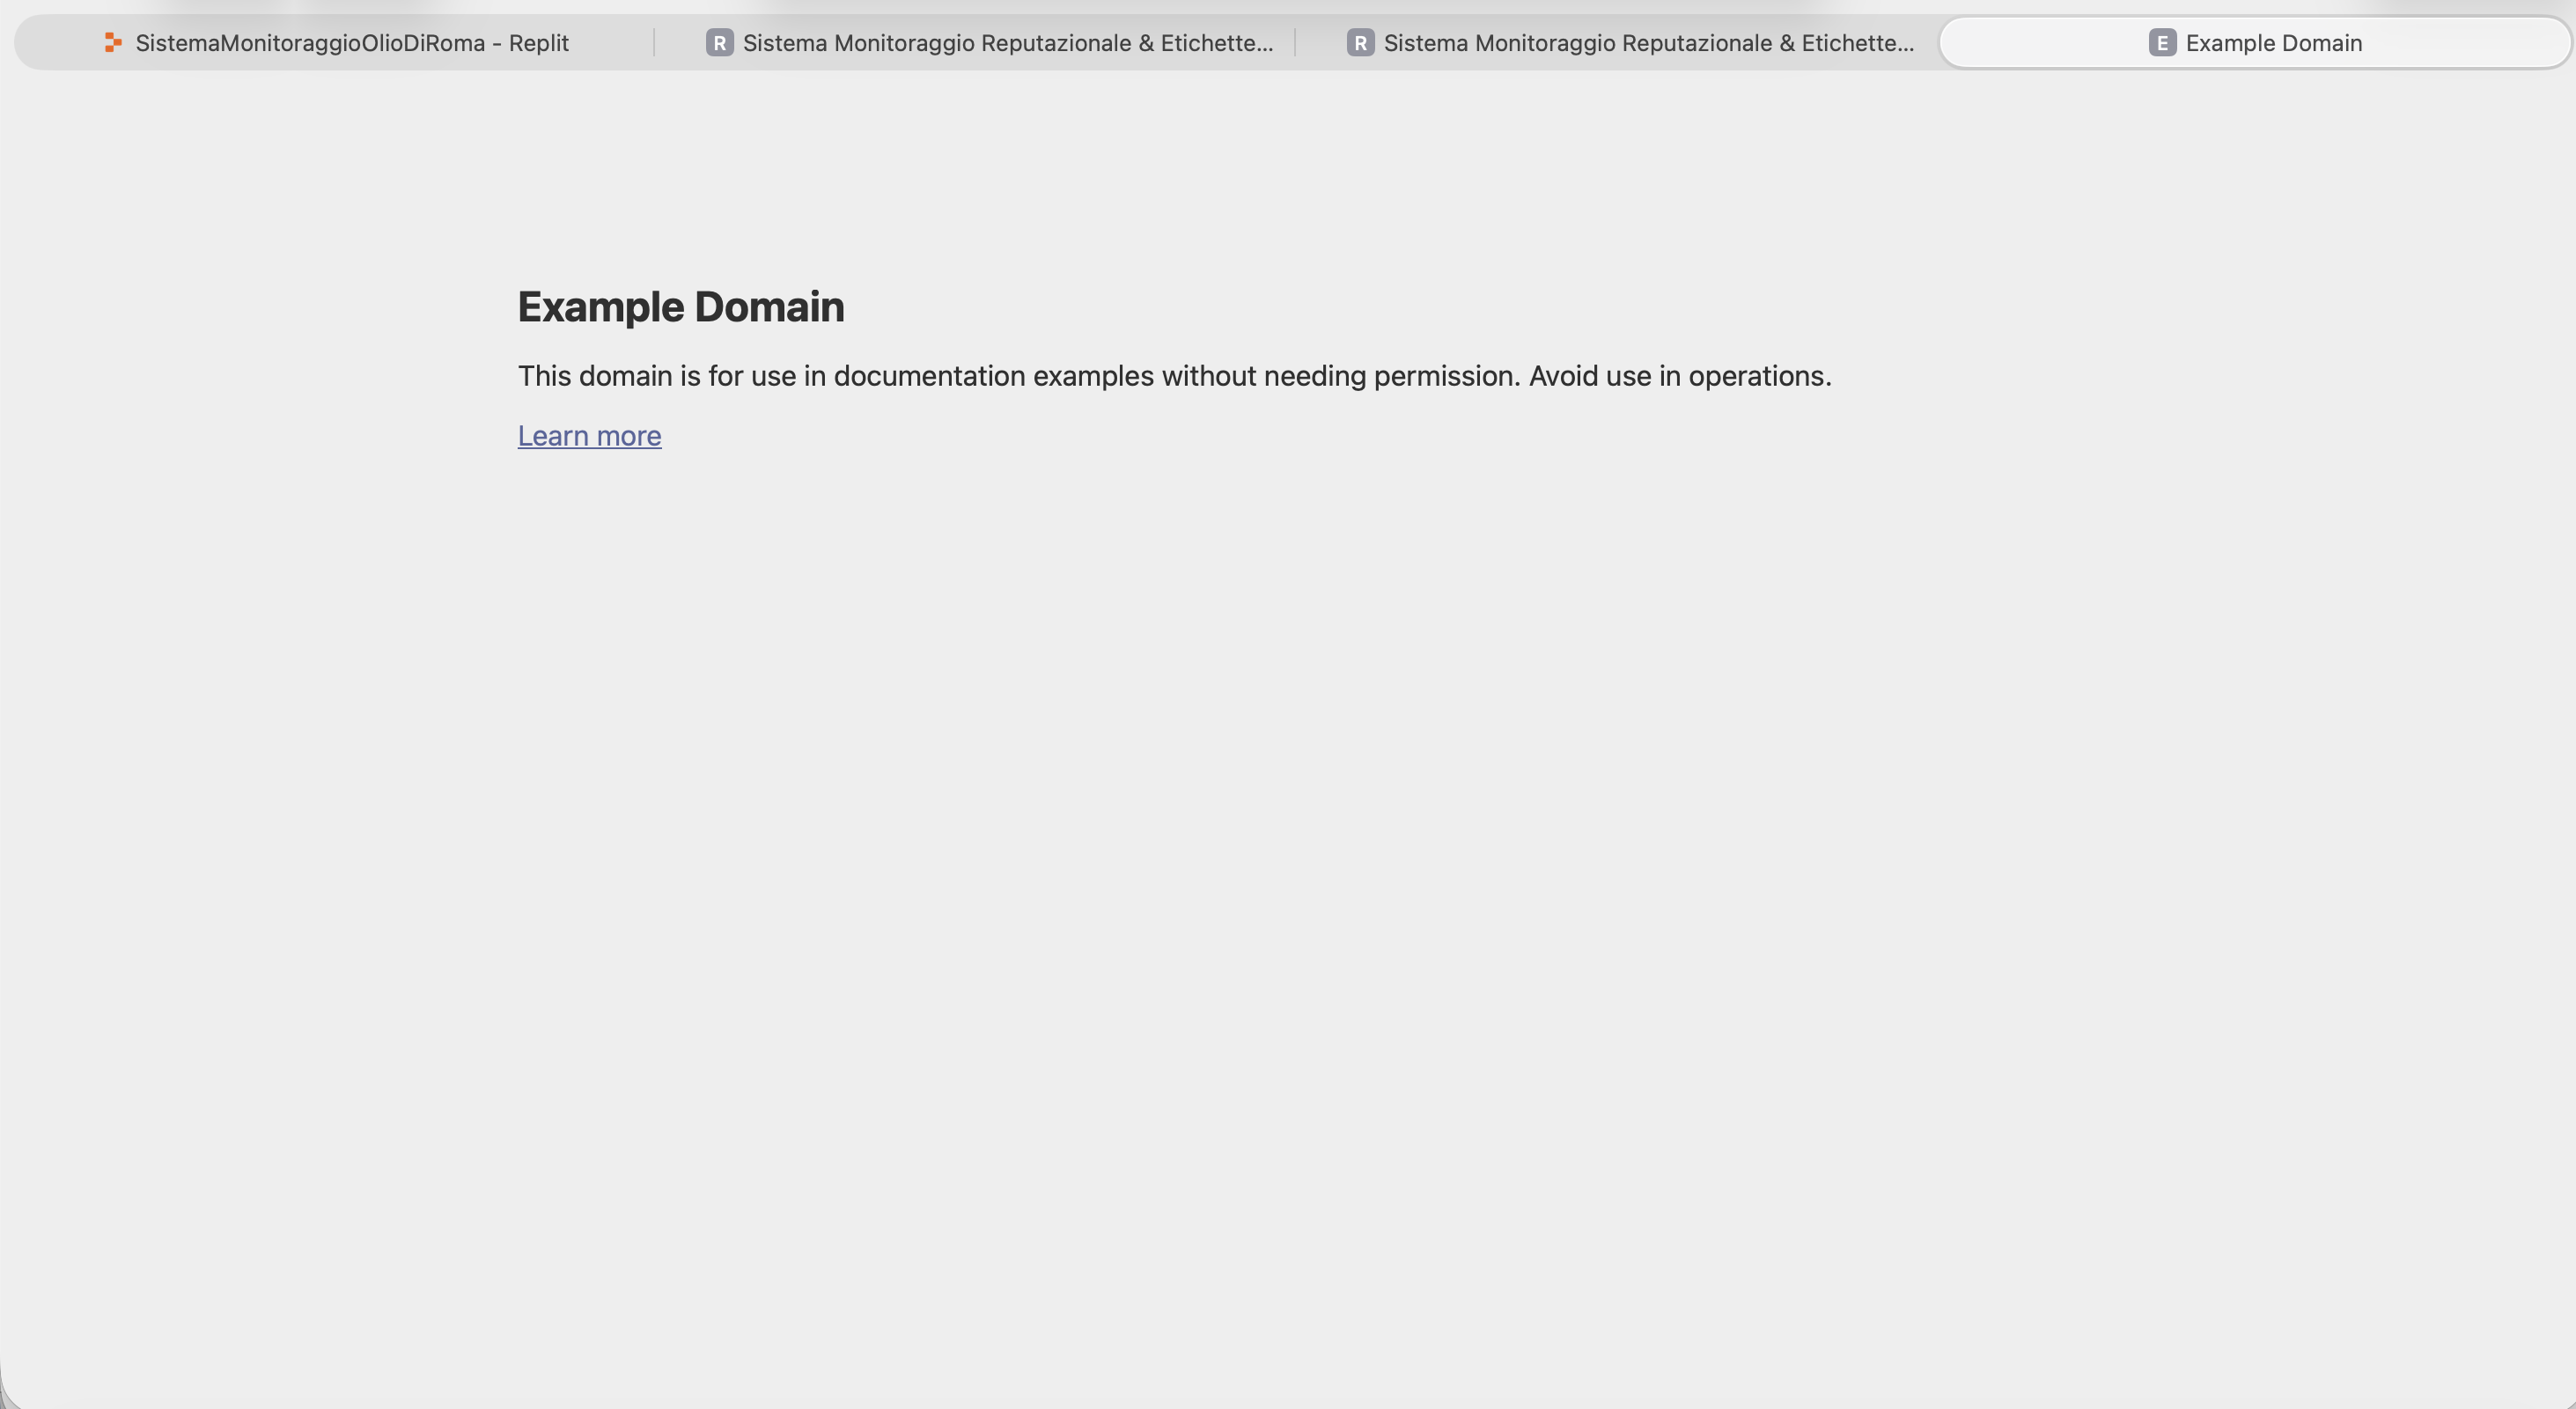 SistemaMonitoraggioOlioDiRoma - Replit
R Sistema Monitoraggio Reputazionale & Etichette...
R Sistema Monitoraggio Reputazionale & Etichette...
E Example Domain
Example Domain
This domain is for use in documentation examples without needing permission. Avoid use in operations.
Learn more